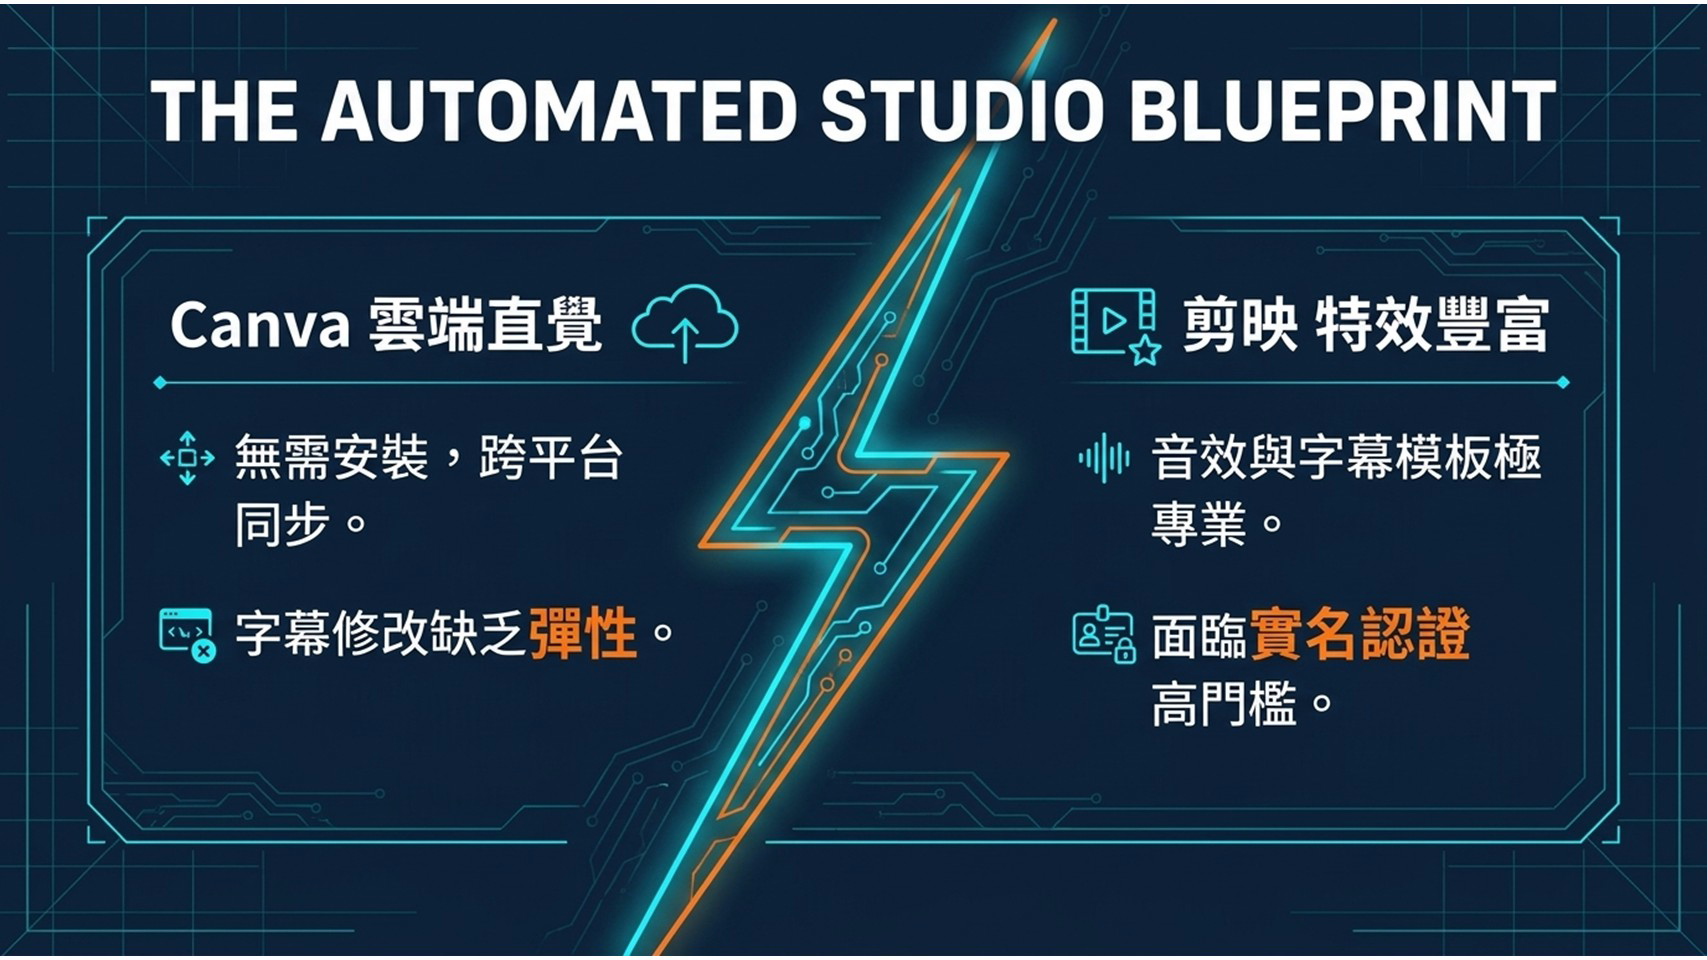 THE AUTOMATED STUDIO BLUEPRINT
Canva 雲端直覺
無需安裝，跨平台
同步。
字幕修改缺乏彈性。
剪映 特效豐富
音效與字幕模板極
專業。
面臨實名認證
高門檻。